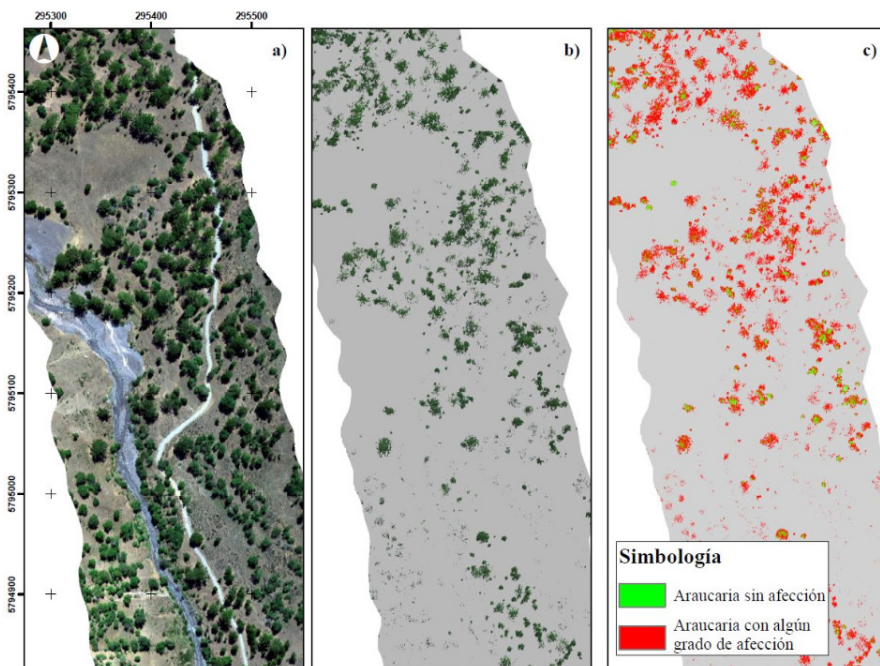 295300 295400 295500
a)
b)
c)
5795400
5795300
5795200
5795100
5795000
5794900
Simbología
Araucaria sin afección
Araucaria con algún
grado de afección